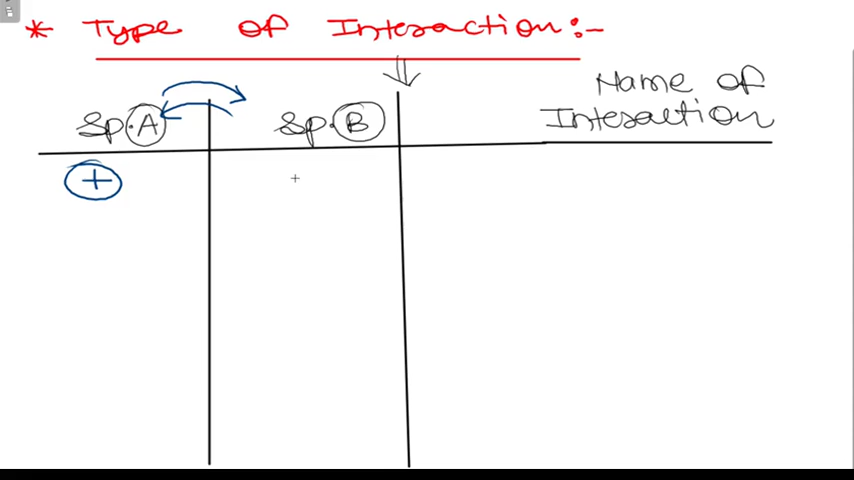 * Type of Interaction:-
Sp. A Sp. B Name of
Interaction
+